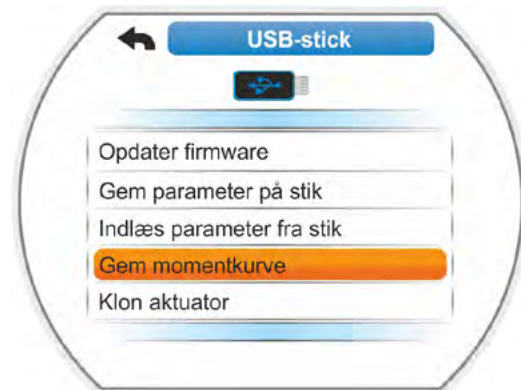 USB-stick
Opdater firmware
Gem parameter på stik
Indlæs parameter fra stik
Gem momentkurve
Klon aktuator